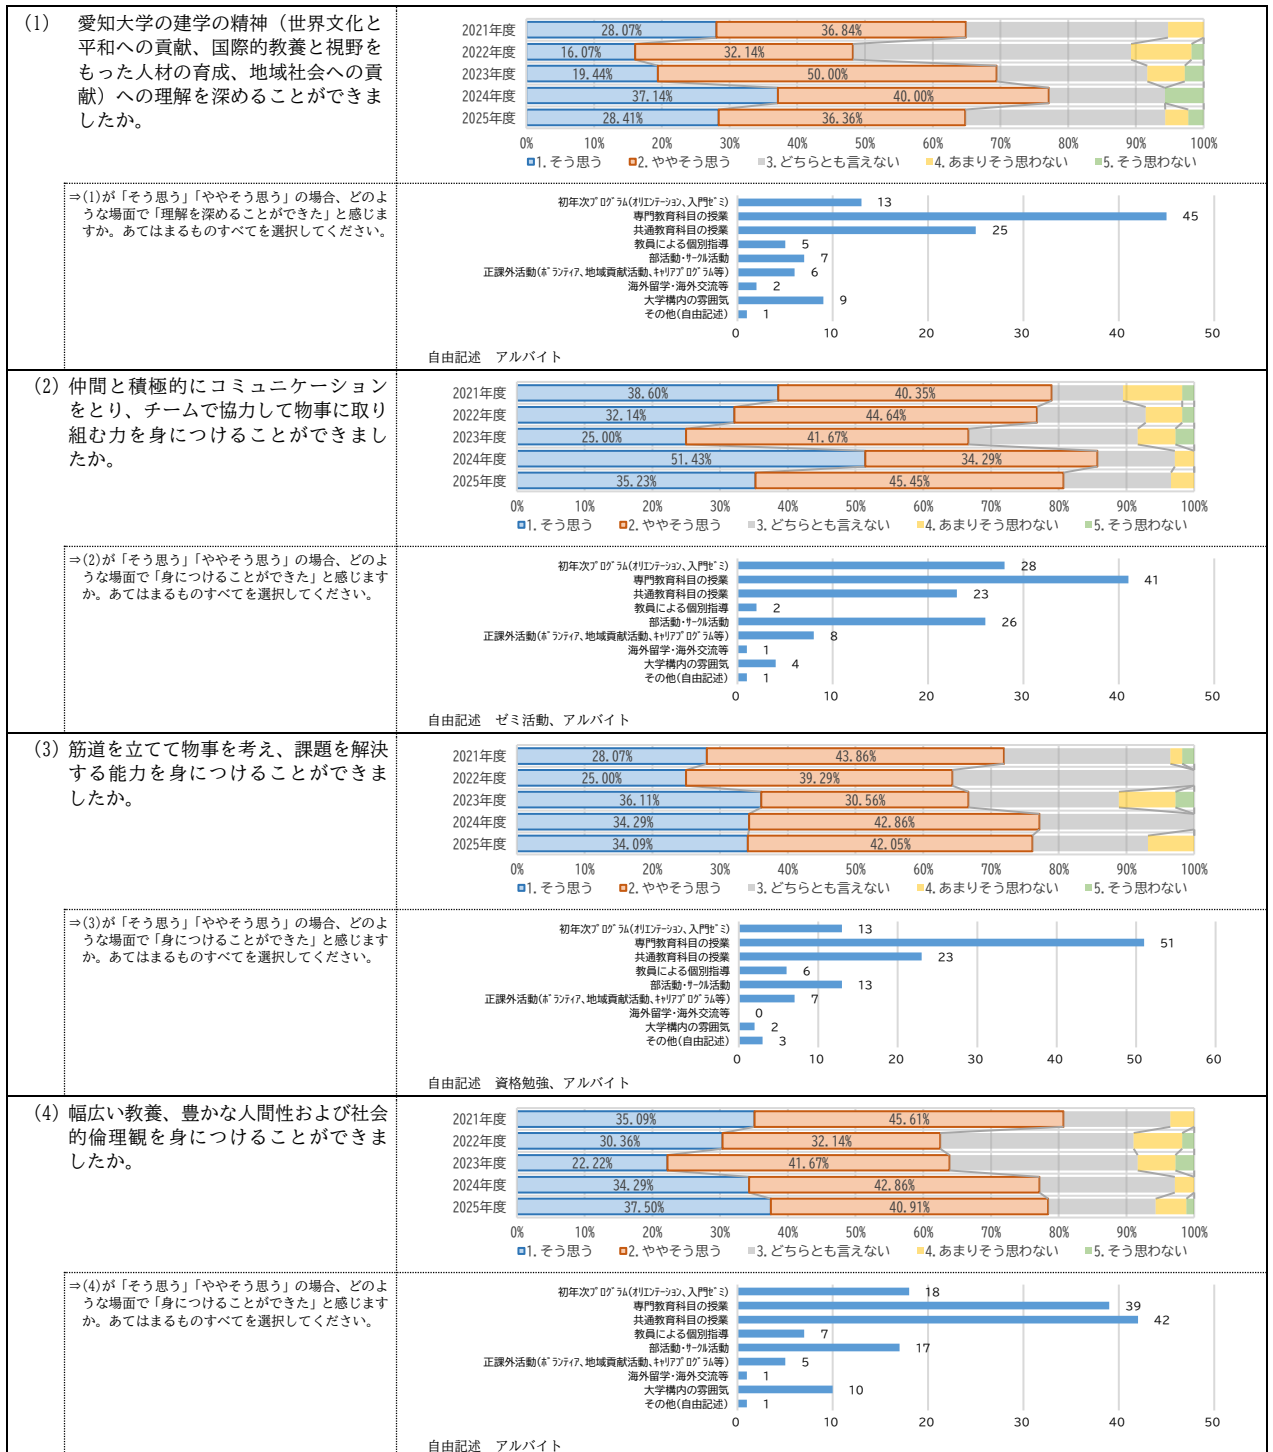 (1) 愛知大学の建学の精神（世界文化と
平和への貢献、国際的教養と視野を
もった人材の育成、地域社会への貢
献）への理解を深めることができま
したか。
2021年度 28.07% 36.84%
2022年度 16.07% 32.14%
2023年度 19.44% 50.00%
2024年度 37.14% 40.00%
2025年度 28.41% 36.36%
0% 10% 20% 30% 40% 50% 60% 70% 80% 90% 100%
1.そう思う 2.ややそう思う 3.どちらとも言えない 4.あまりそう思わない 5.そう思わない
⇒(1)が「そう思う」「ややそう思う」の場合、どのよ
うな場面で「理解を深めることができた」と感じま
すか。あてはまるものすべてを選択してください。
初年次ﾌﾟﾛｸﾞﾗﾑ(ｵﾘｴﾝﾃｰｼｮﾝ、入門ｾﾞﾐ) 13
専門教育科目の授業 45
共通教育科目の授業 25
教員による個別指導 5
部活動･ｻｰｸﾙ活動 7
正課外活動(ﾎﾞﾗﾝﾃｨｱ、地域貢献活動、ｷｬﾘｱﾌﾟﾛｸﾞﾗﾑ等) 6
海外留学･海外交流等 2
大学構内の雰囲気 9
その他(自由記述) 1
0 10 20 30 40 50
自由記述 アルバイト
(2) 仲間と積極的にコミュニケーション
をとり、チームで協力して物事に取り
組む力を身につけることができまし
たか。
2021年度 38.60% 40.35%
2022年度 32.14% 44.64%
2023年度 25.00% 41.67%
2024年度 51.43% 34.29%
2025年度 35.23% 45.45%
0% 10% 20% 30% 40% 50% 60% 70% 80% 90% 100%
1.そう思う 2.ややそう思う 3.どちらとも言えない 4.あまりそう思わない 5.そう思わない
⇒(2)が「そう思う」「ややそう思う」の場合、どのよ
うな場面で「身につけることができた」と感じます
か。あてはまるものすべてを選択してください。
初年次ﾌﾟﾛｸﾞﾗﾑ(ｵﾘｴﾝﾃｰｼｮﾝ、入門ｾﾞﾐ) 28
専門教育科目の授業 41
共通教育科目の授業 23
教員による個別指導 2
部活動･ｻｰｸﾙ活動 26
正課外活動(ﾎﾞﾗﾝﾃｨｱ、地域貢献活動、ｷｬﾘｱﾌﾟﾛｸﾞﾗﾑ等) 8
海外留学･海外交流等 1
大学構内の雰囲気 4
その他(自由記述) 1
0 10 20 30 40 50
自由記述 ゼミ活動、アルバイト
(3) 筋道を立てて物事を考え、課題を解決
する能力を身につけることができま
したか。
2021年度 28.07% 43.86%
2022年度 25.00% 39.29%
2023年度 36.11% 30.56%
2024年度 34.29% 42.86%
2025年度 34.09% 42.05%
0% 10% 20% 30% 40% 50% 60% 70% 80% 90% 100%
1.そう思う 2.ややそう思う 3.どちらとも言えない 4.あまりそう思わない 5.そう思わない
⇒(3)が「そう思う」「ややそう思う」の場合、どのよ
うな場面で「身につけることができた」と感じます
か。あてはまるものすべてを選択してください。
初年次ﾌﾟﾛｸﾞﾗﾑ(ｵﾘｴﾝﾃｰｼｮﾝ、入門ｾﾞﾐ) 13
専門教育科目の授業 51
共通教育科目の授業 23
教員による個別指導 6
部活動･ｻｰｸﾙ活動 13
正課外活動(ﾎﾞﾗﾝﾃｨｱ、地域貢献活動、ｷｬﾘｱﾌﾟﾛｸﾞﾗﾑ等) 7
海外留学･海外交流等 0
大学構内の雰囲気 2
その他(自由記述) 3
0 10 20 30 40 50 60
自由記述 資格勉強、アルバイト
(4) 幅広い教養、豊かな人間性および社会
的倫理観を身につけることができま
したか。
2021年度 35.09% 45.61%
2022年度 30.36% 32.14%
2023年度 22.22% 41.67%
2024年度 34.29% 42.86%
2025年度 37.50% 40.91%
0% 10% 20% 30% 40% 50% 60% 70% 80% 90% 100%
1.そう思う 2.ややそう思う 3.どちらとも言えない 4.あまりそう思わない 5.そう思わない
⇒(4)が「そう思う」「ややそう思う」の場合、どのよ
うな場面で「身につけることができた」と感じます
か。あてはまるものすべてを選択してください。
初年次ﾌﾟﾛｸﾞﾗﾑ(ｵﾘｴﾝﾃｰｼｮﾝ、入門ｾﾞﾐ) 18
専門教育科目の授業 39
共通教育科目の授業 42
教員による個別指導 7
部活動･ｻｰｸﾙ活動 17
正課外活動(ﾎﾞﾗﾝﾃｨｱ、地域貢献活動、ｷｬﾘｱﾌﾟﾛｸﾞﾗﾑ等) 5
海外留学･海外交流等 1
大学構内の雰囲気 10
その他(自由記述) 1
0 10 20 30 40 50
自由記述 アルバイト